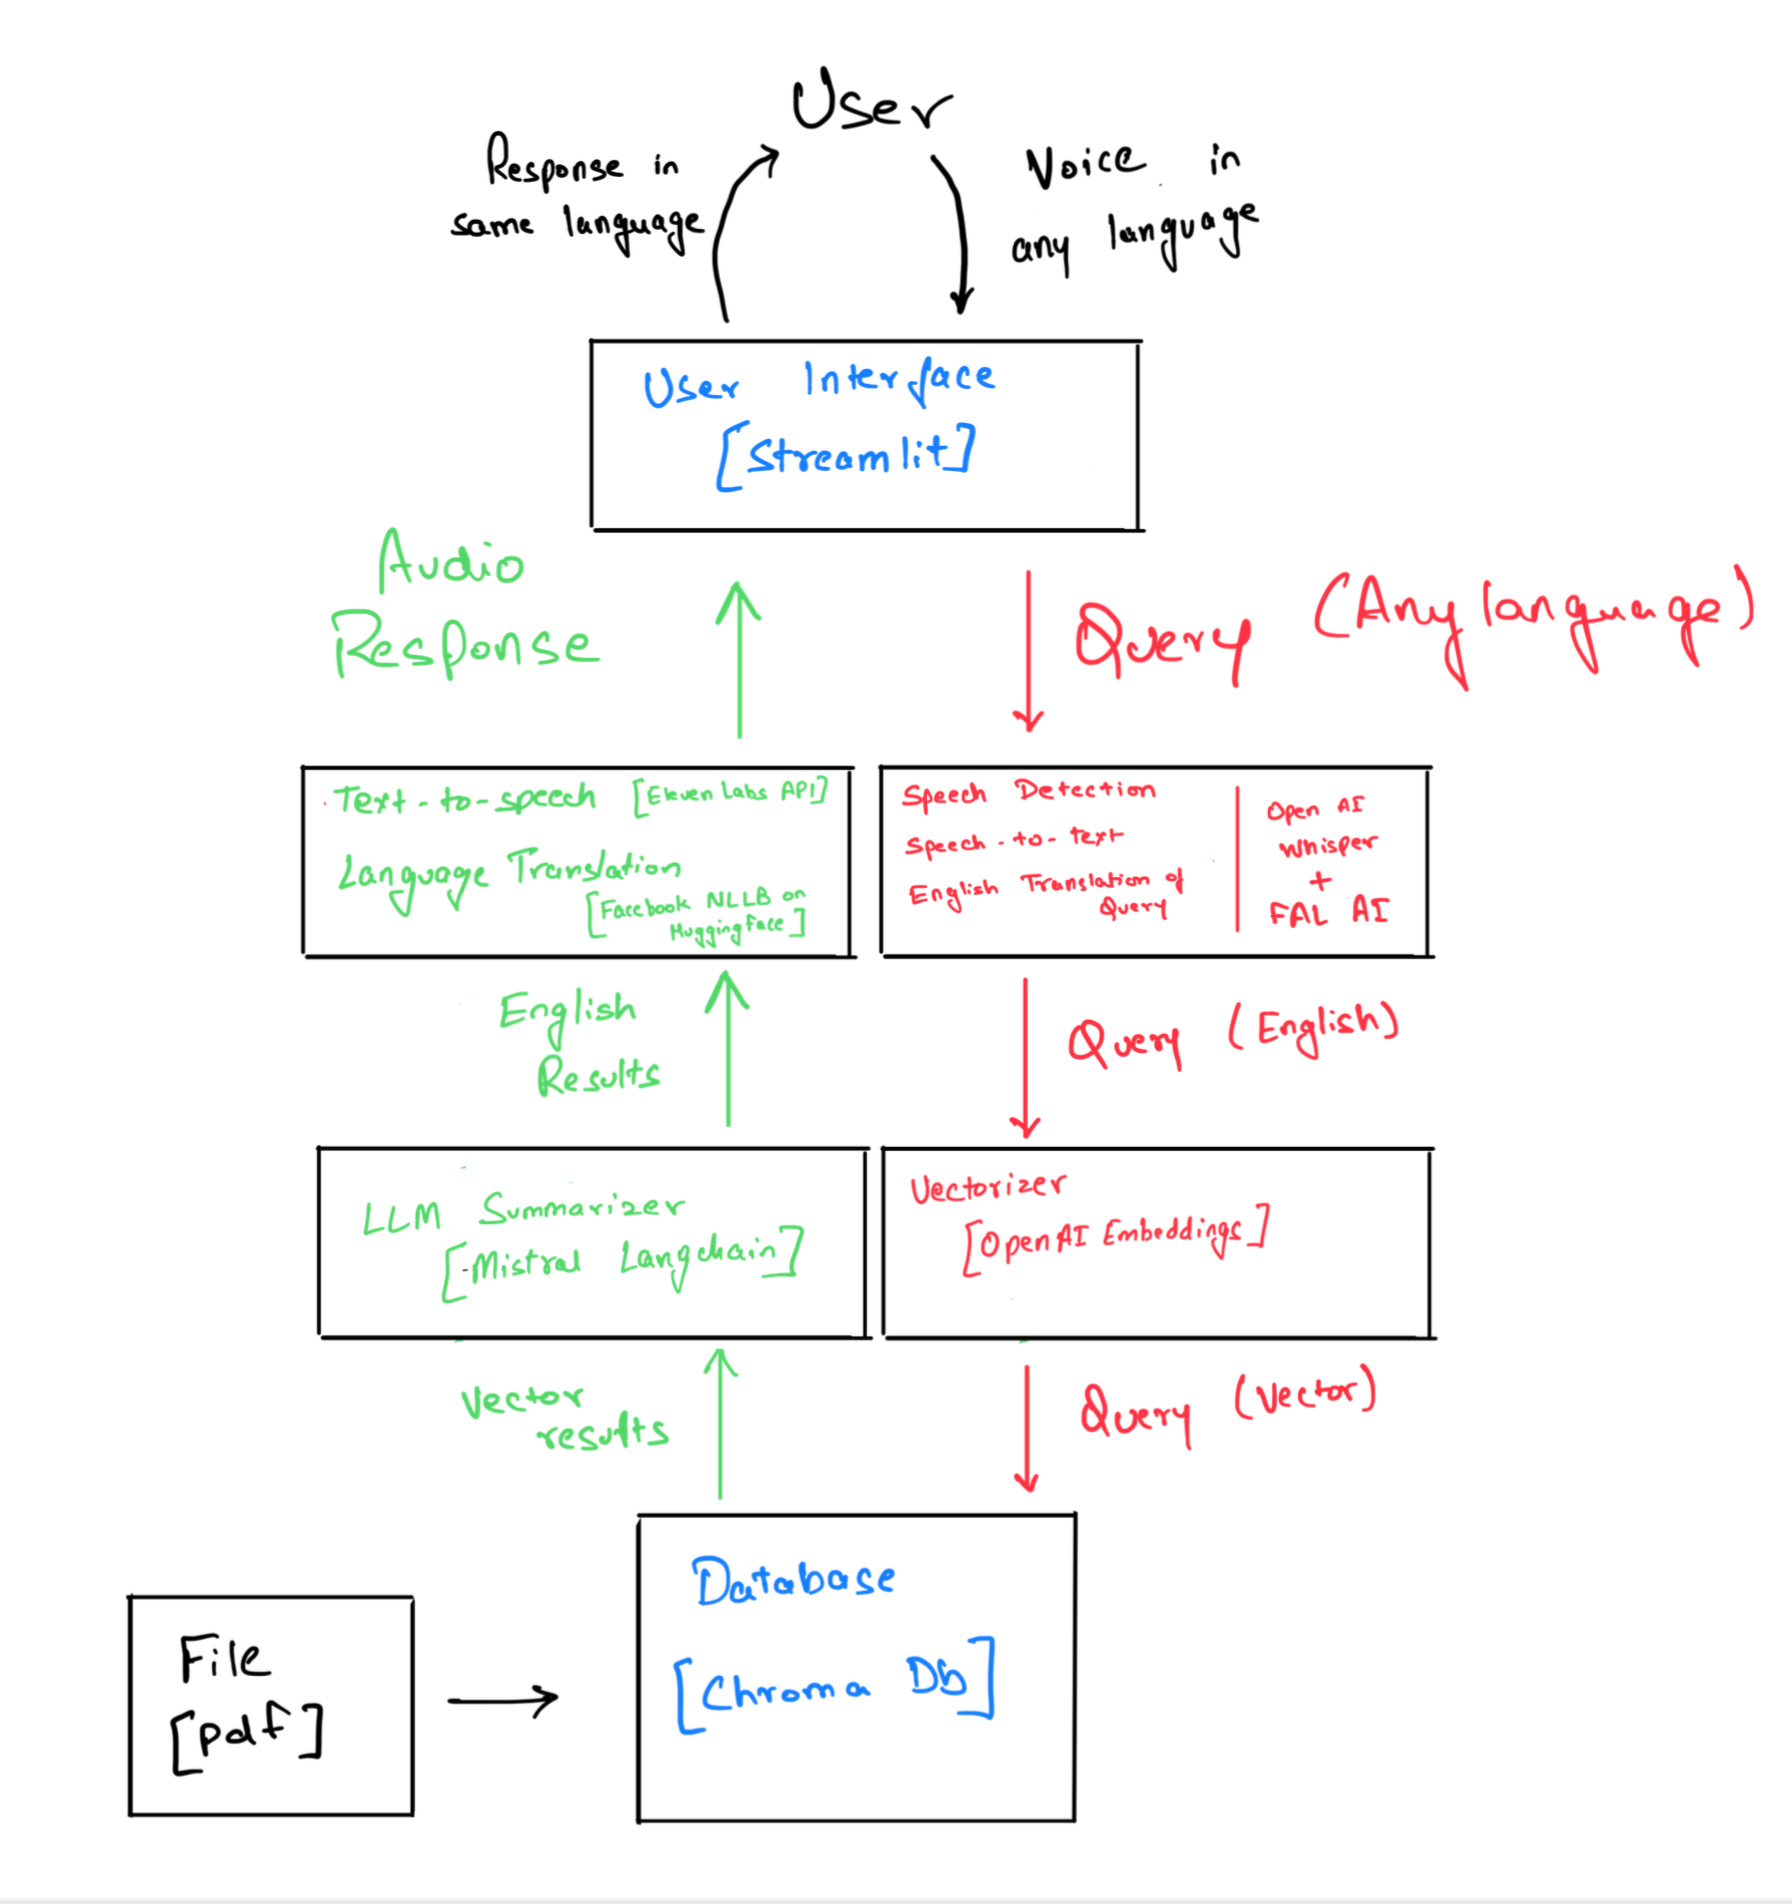 User
Response in
same language
Voice in
any language
User Interface
[Streamlit]
Audio
Response
Query (Any language)
Text-to-speech [Eleven Labs API]
Language Translation
[Facebook NLLB on
Huggingface]
Speech Detection
Speech-to-text
English Translation of
Query
Open AI
Whisper
+
FAL AI
English
Results
Query (English)
LLM Summarizer
[Mistral Langchain]
Vectorizer
[OpenAI Embeddings]
Vector
results
Query (Vector)
File
[pdf]
Database
[Chroma Db]